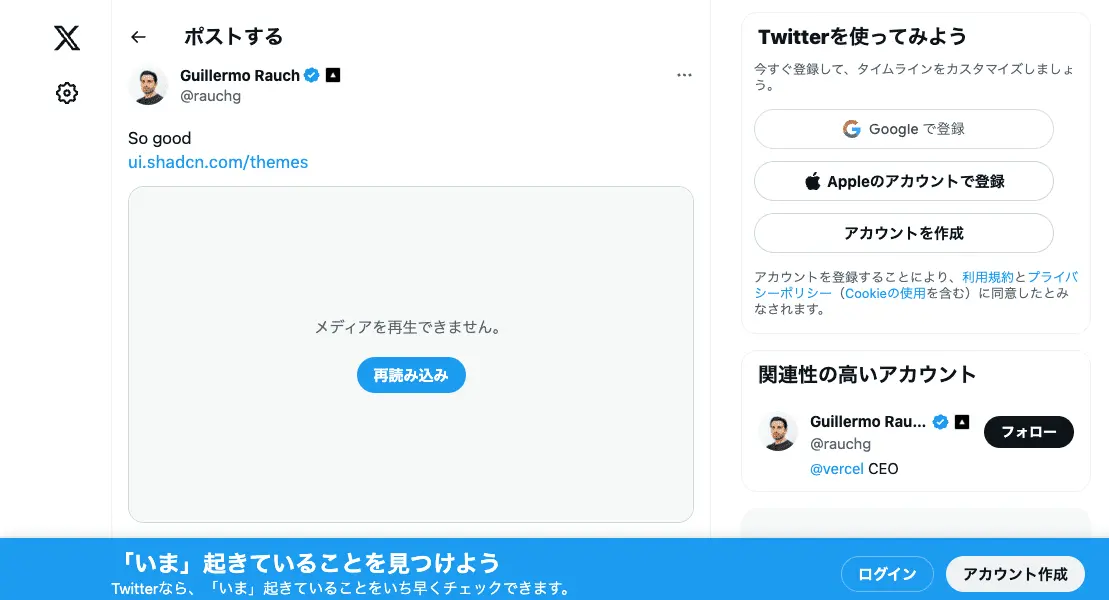 ポストする
Guillermo Rauch
@rauchg
So good
ui.shadcn.com/themes
メディアを再生できません。
再読み込み
Twitterを使ってみよう
今すぐ登録して、タイムラインをカスタマイズしましょ
う。
Google で登録
Appleのアカウントで登録
アカウントを作成
アカウントを登録することにより、利用規約とプライバ
シーポリシー（Cookieの使用を含む）に同意したとみ
なされます。
関連性の高いアカウント
Guillermo Rau...
@rauchg
フォロー
@vercel CEO
「いま」起きていることを見つけよう
Twitterなら、「いま」起きていることをいち早くチェックできます。
ログイン
アカウント作成